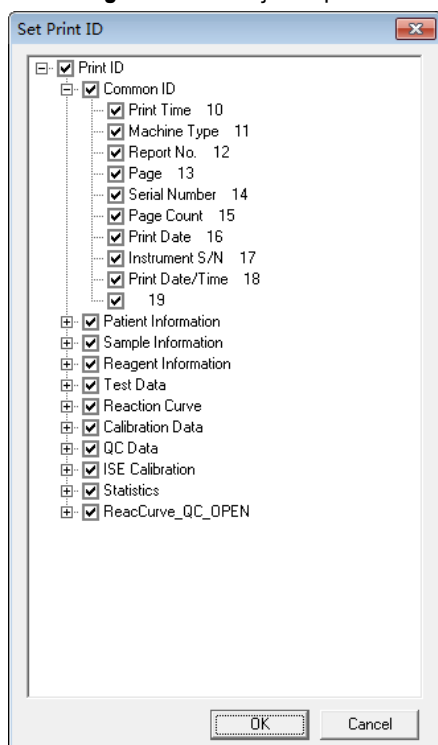 Set Print ID
Print ID
Common ID
Print Time 10
Machine Type 11
Report No. 12
Page 13
Serial Number 14
Page Count 15
Print Date 16
Instrument S/N 17
Print Date/Time 18
19
Patient Information
Sample Information
Reagent Information
Test Data
Reaction Curve
Calibration Data
QC Data
ISE Calibration
Statistics
ReacCurve_QC_OPEN
OK Cancel